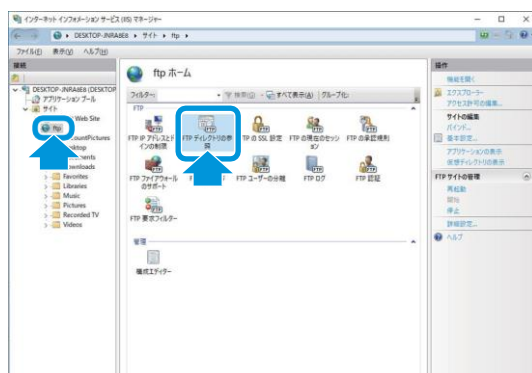 インターネット インフォメーション サービス (IIS) マネージャー
DESKTOP-JNRA8E8 ▸ サイト ▸ ftp ▸
ファイル(F) 表示(V) ヘルプ(H)
接続
DESKTOP-JNRA8E8 (DESKTOP
アプリケーション プール
サイト
Web Site
ftp
ountPictures
sktop
ments
wnloads
Favorites
Libraries
Music
Pictures
Recorded TV
Videos
ftp ホーム
フィルター: 検索(G) すべて表示(A) グループ化:
FTP
FTP IP アドレスとド
インの制限
FTP ディレクトリの参
照
TP の SSL 設定
FTP の現在のセッシ
ョン
FTP の承認規則
FTP ファイアウォール
のサポート
FTP ユーザーの分離
FTP ログ
FTP 認証
FTP 要求フィルター
管理
構成エディター
操作
機能を開く
エクスプローラー
アクセス許可の編集...
サイトの編集
バインド...
基本設定...
アプリケーションの表示
仮想ディレクトリの表示
FTP サイトの管理
再起動
開始
停止
詳細設定...
ヘルプ